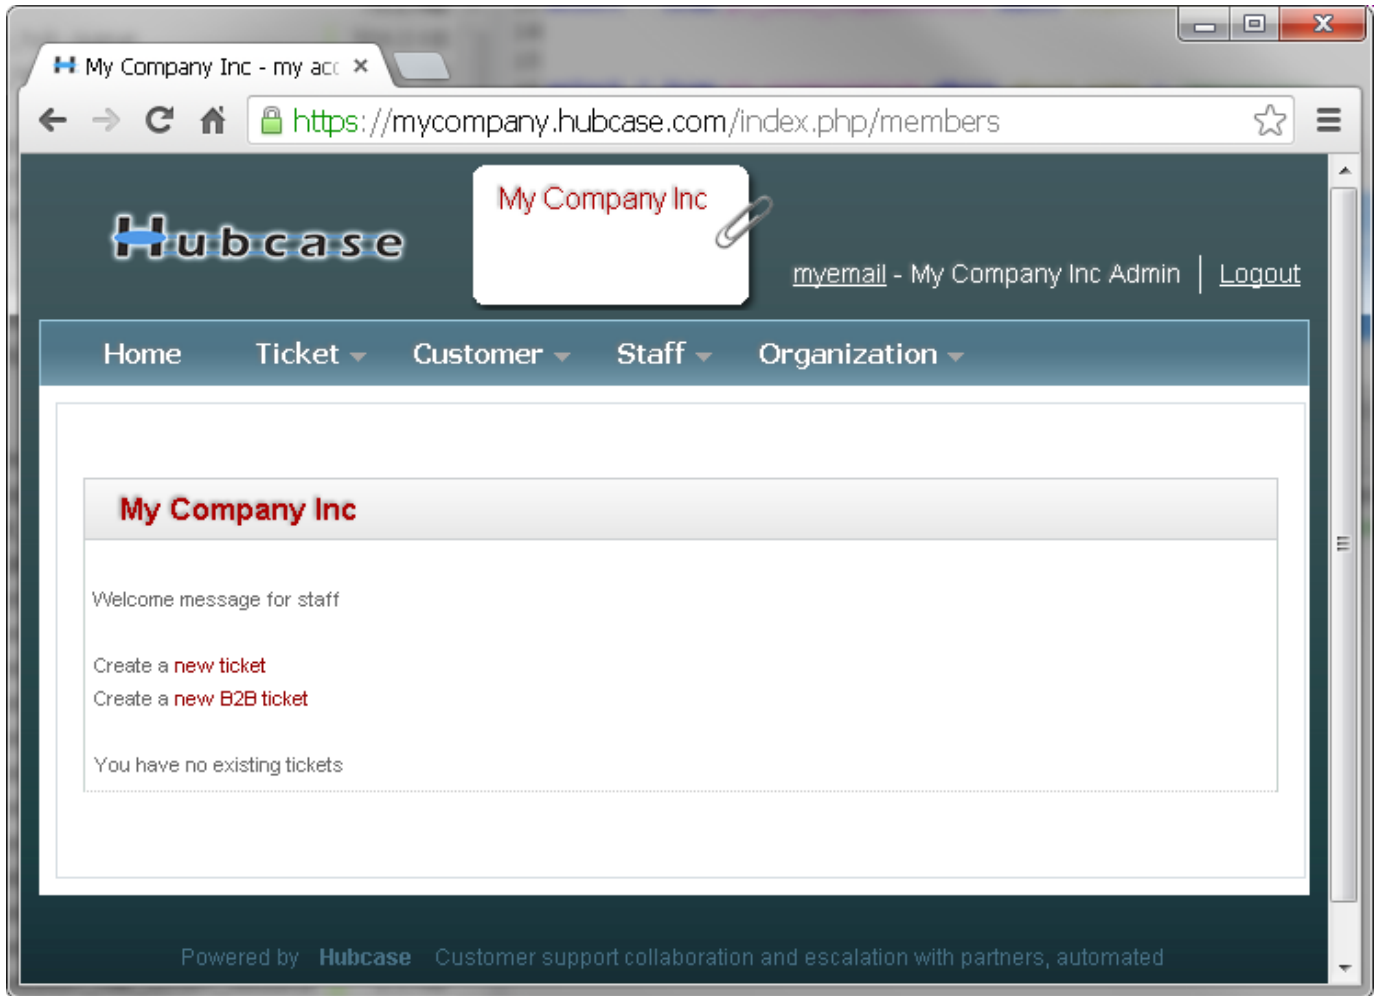 My Company Inc - my acc
https://mycompany.hubcase.com/index.php/members
Hubcase
My Company Inc
myemail - My Company Inc Admin | Logout
Home Ticket Customer Staff Organization
My Company Inc
Welcome message for staff
Create a new ticket
Create a new B2B ticket
You have no existing tickets
Powered by Hubcase Customer support collaboration and escalation with partners, automated